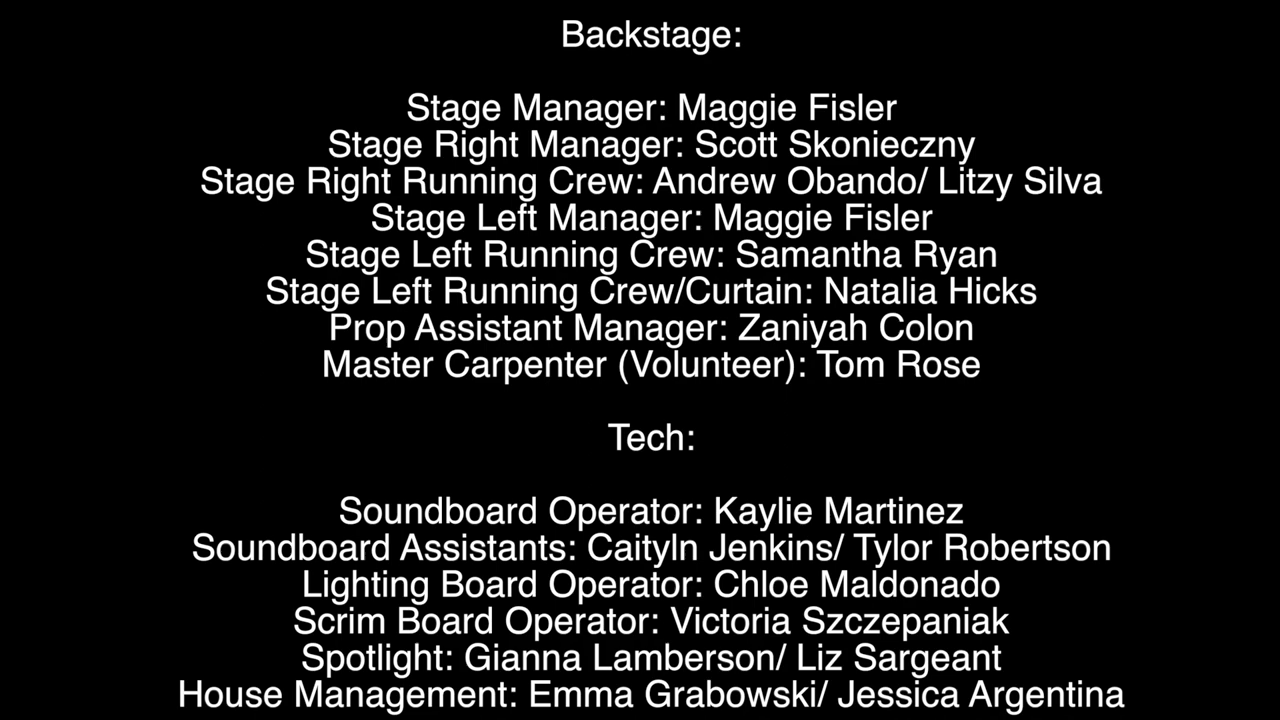 Backstage:
Stage Manager: Maggie Fisler
Stage Right Manager: Scott Skonieczny
Stage Right Running Crew: Andrew Obando/ Litzy Silva
Stage Left Manager: Maggie Fisler
Stage Left Running Crew: Samantha Ryan
Stage Left Running Crew/Curtain: Natalia Hicks
Prop Assistant Manager: Zaniyah Colon
Master Carpenter (Volunteer): Tom Rose
Tech:
Soundboard Operator: Kaylie Martinez
Soundboard Assistants: Caityln Jenkins/ Tylor Robertson
Lighting Board Operator: Chloe Maldonado
Scrim Board Operator: Victoria Szczepaniak
Spotlight: Gianna Lamberson/ Liz Sargeant
House Management: Emma Grabowski/ Jessica Argentina